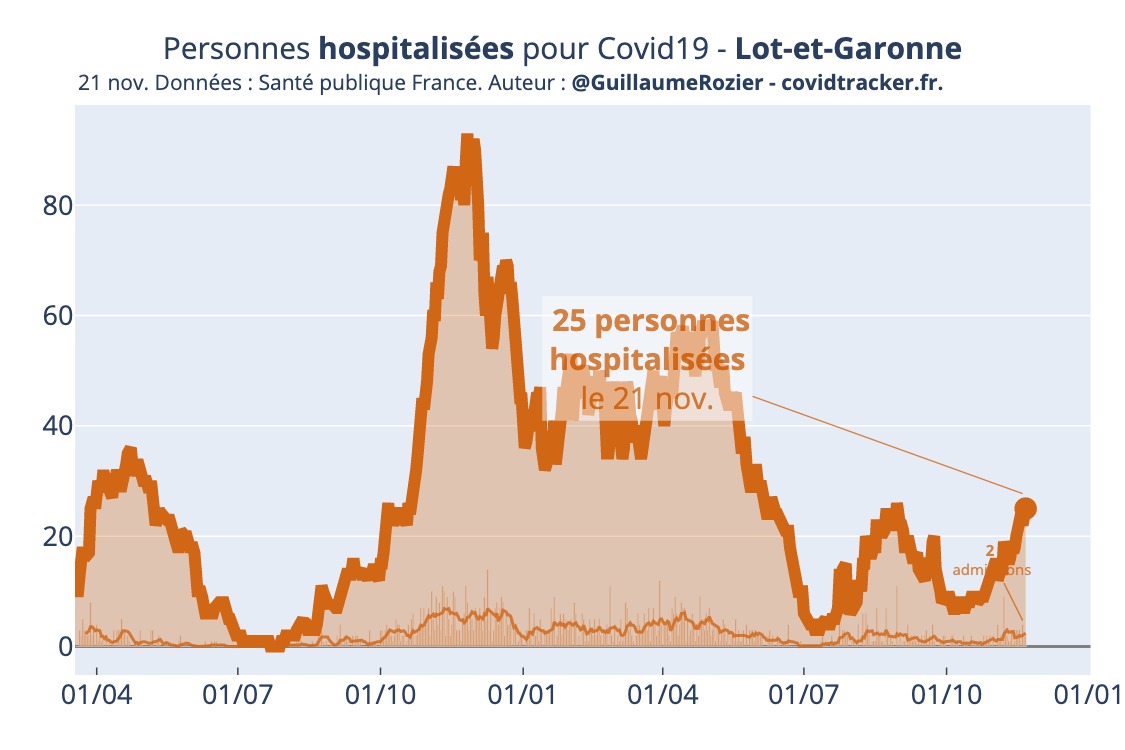 Personnes hospitalisées pour Covid19 - Lot-et-Garonne
21 nov. Données : Santé publique France. Auteur : @GuillaumeRozier - covidtracker.fr.
80
60
40
20
0
25 personnes
hospitalisées
le 21 nov.
2
admissions
01/04 01/07 01/10 01/01 01/04 01/07 01/10 01/01